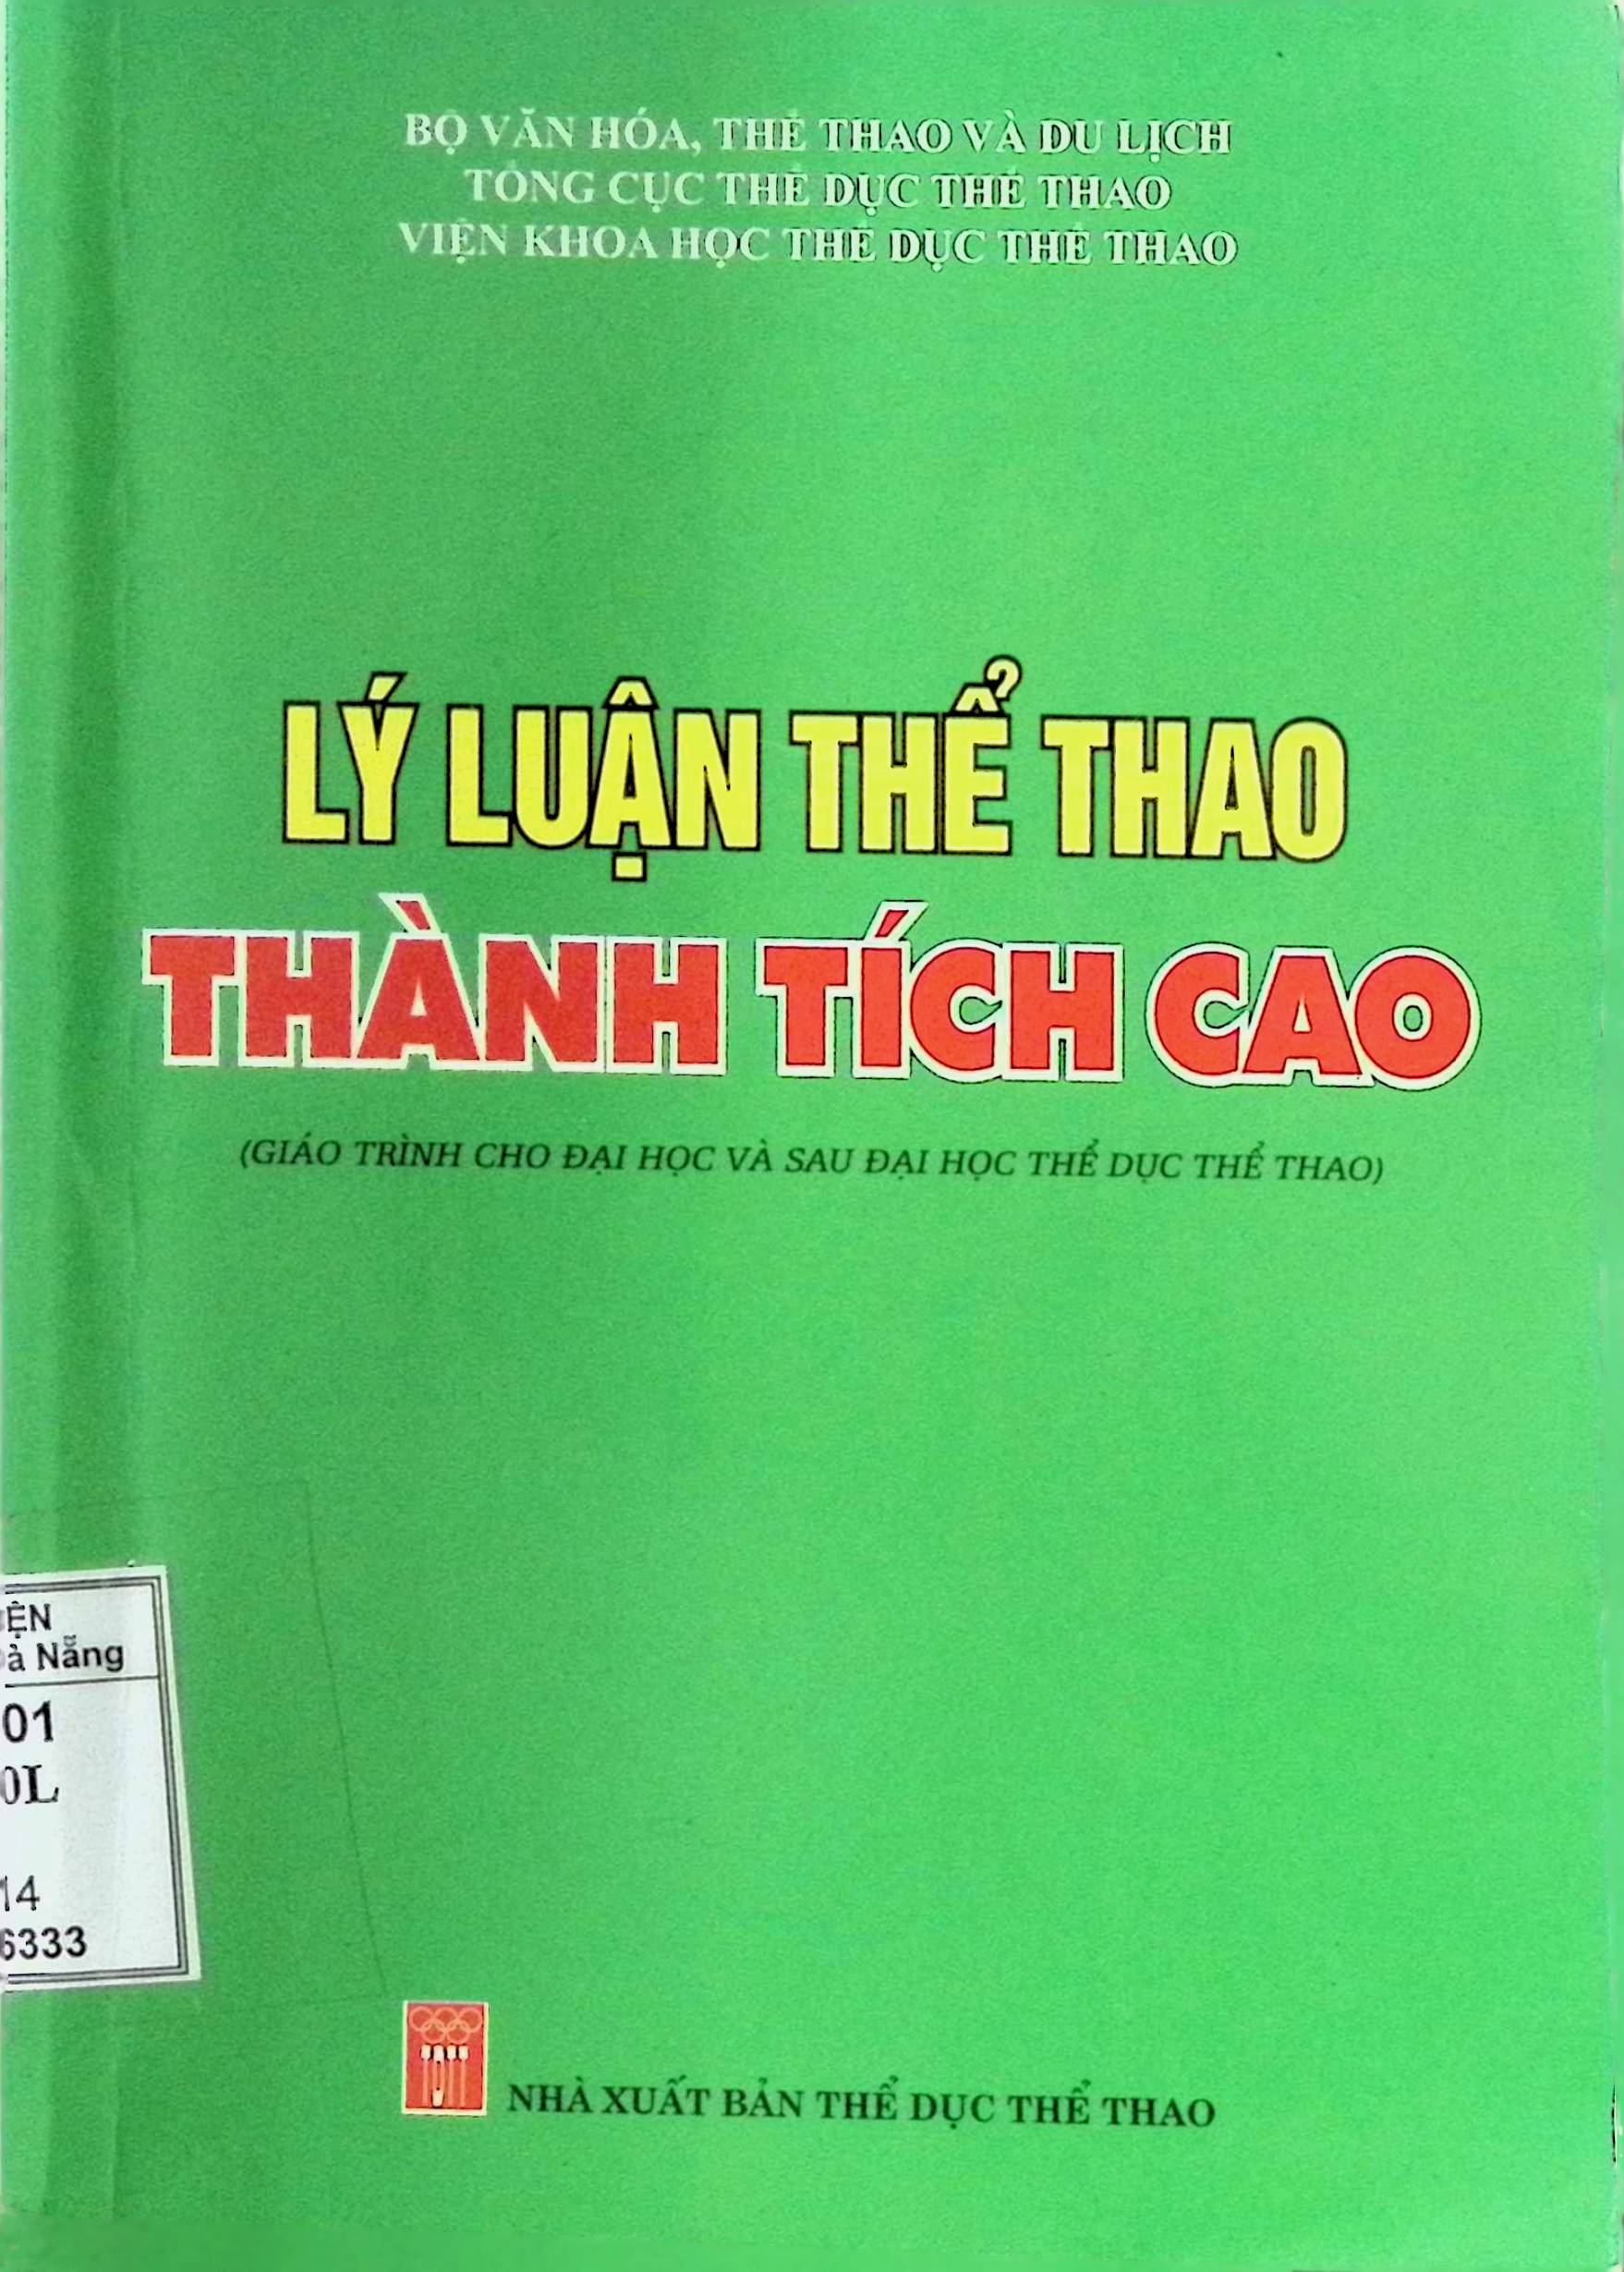 BỘ VĂN HÓA, THỂ THAO VÀ DU LỊCH
TỔNG CỤC THỂ DỤC THỂ THAO
VIỆN KHOA HỌC THỂ DỤC THỂ THAO
LÝ LUẬN THỂ THAO
THÀNH TÍCH CAO
(GIÁO TRÌNH CHO ĐẠI HỌC VÀ SAU ĐẠI HỌC THỂ DỤC THỂ THAO)
Nẵng
01
0L
14
6333
NHÀ XUẤT BẢN THỂ DỤC THỂ THAO